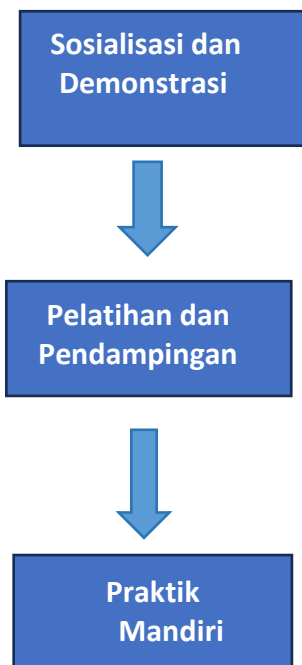 Sosialisasi dan
Demonstrasi
Pelatihan dan
Pendampingan
Praktik
Mandiri